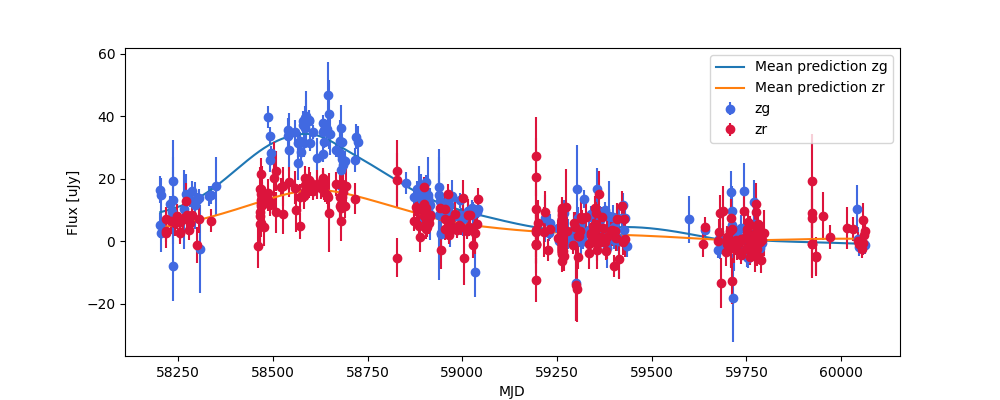 60
40
20
0
−20
Flux [uJy]
58250 58500 58750 59000 59250 59500 59750 60000
MJD
Mean prediction zg
Mean prediction zr
zg
zr